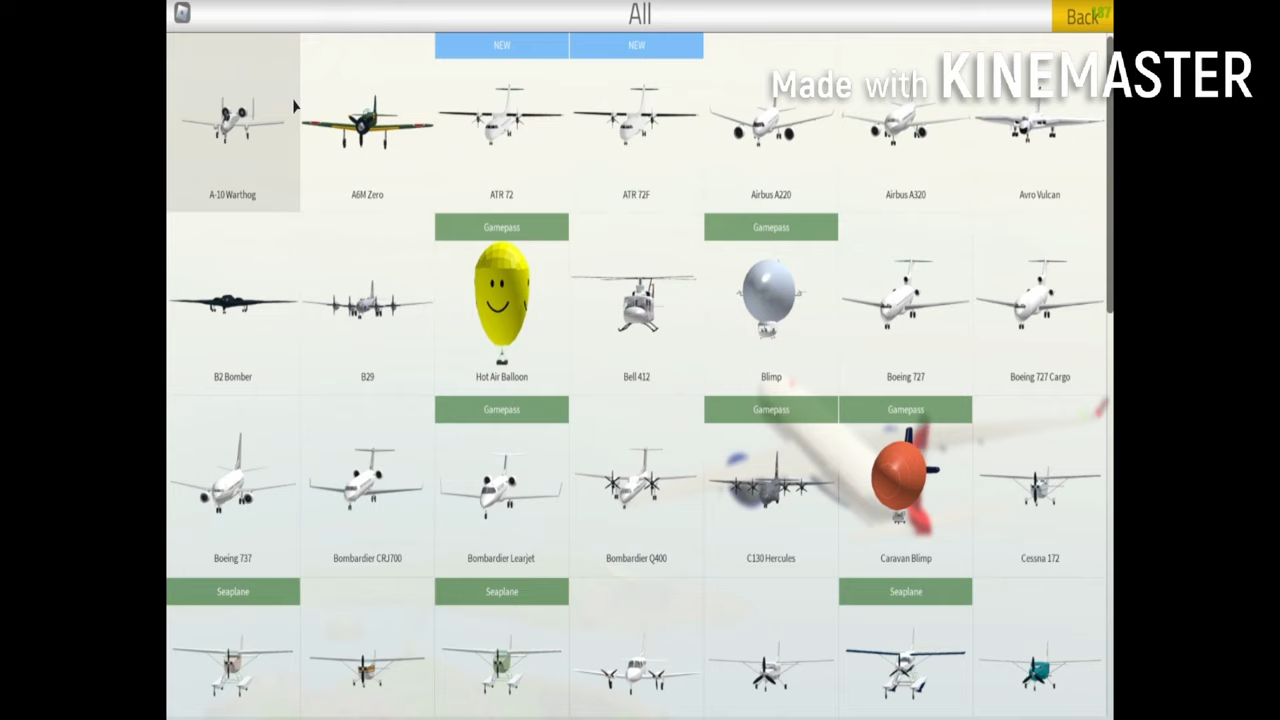 All
Back
187
Made with KINEMASTER
NEW
NEW
A-10 Warthog
A6M Zero
ATR 72
ATR 72F
Airbus A220
Airbus A320
Avro Vulcan
Gamepass
Gamepass
B2 Bomber
B29
Hot Air Balloon
Bell 412
Blimp
Boeing 727
Boeing 727 Cargo
Gamepass
Gamepass
Gamepass
Boeing 737
Bombardier CRJ700
Bombardier Learjet
Bombardier Q400
C130 Hercules
Caravan Blimp
Cessna 172
Seaplane
Seaplane
Seaplane